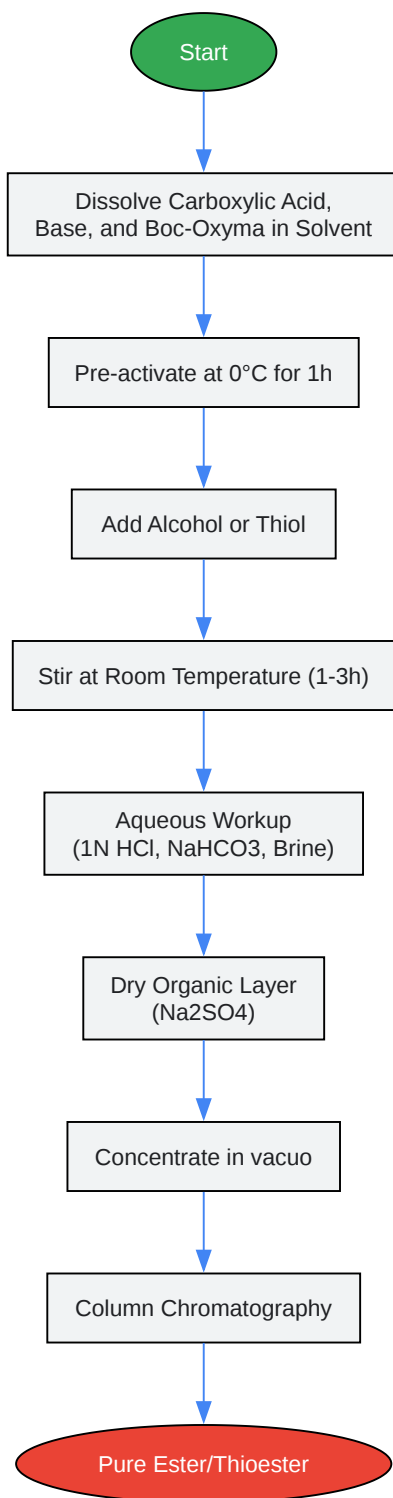 Start
Dissolve Carboxylic Acid,
Base, and Boc-Oxyma in Solvent
Pre-activate at 0°C for 1h
Add Alcohol or Thiol
Stir at Room Temperature (1-3h)
Aqueous Workup
(1N HCl, NaHCO3, Brine)
Dry Organic Layer
(Na2SO4)
Concentrate in vacuo
Column Chromatography
Pure Ester/Thioester